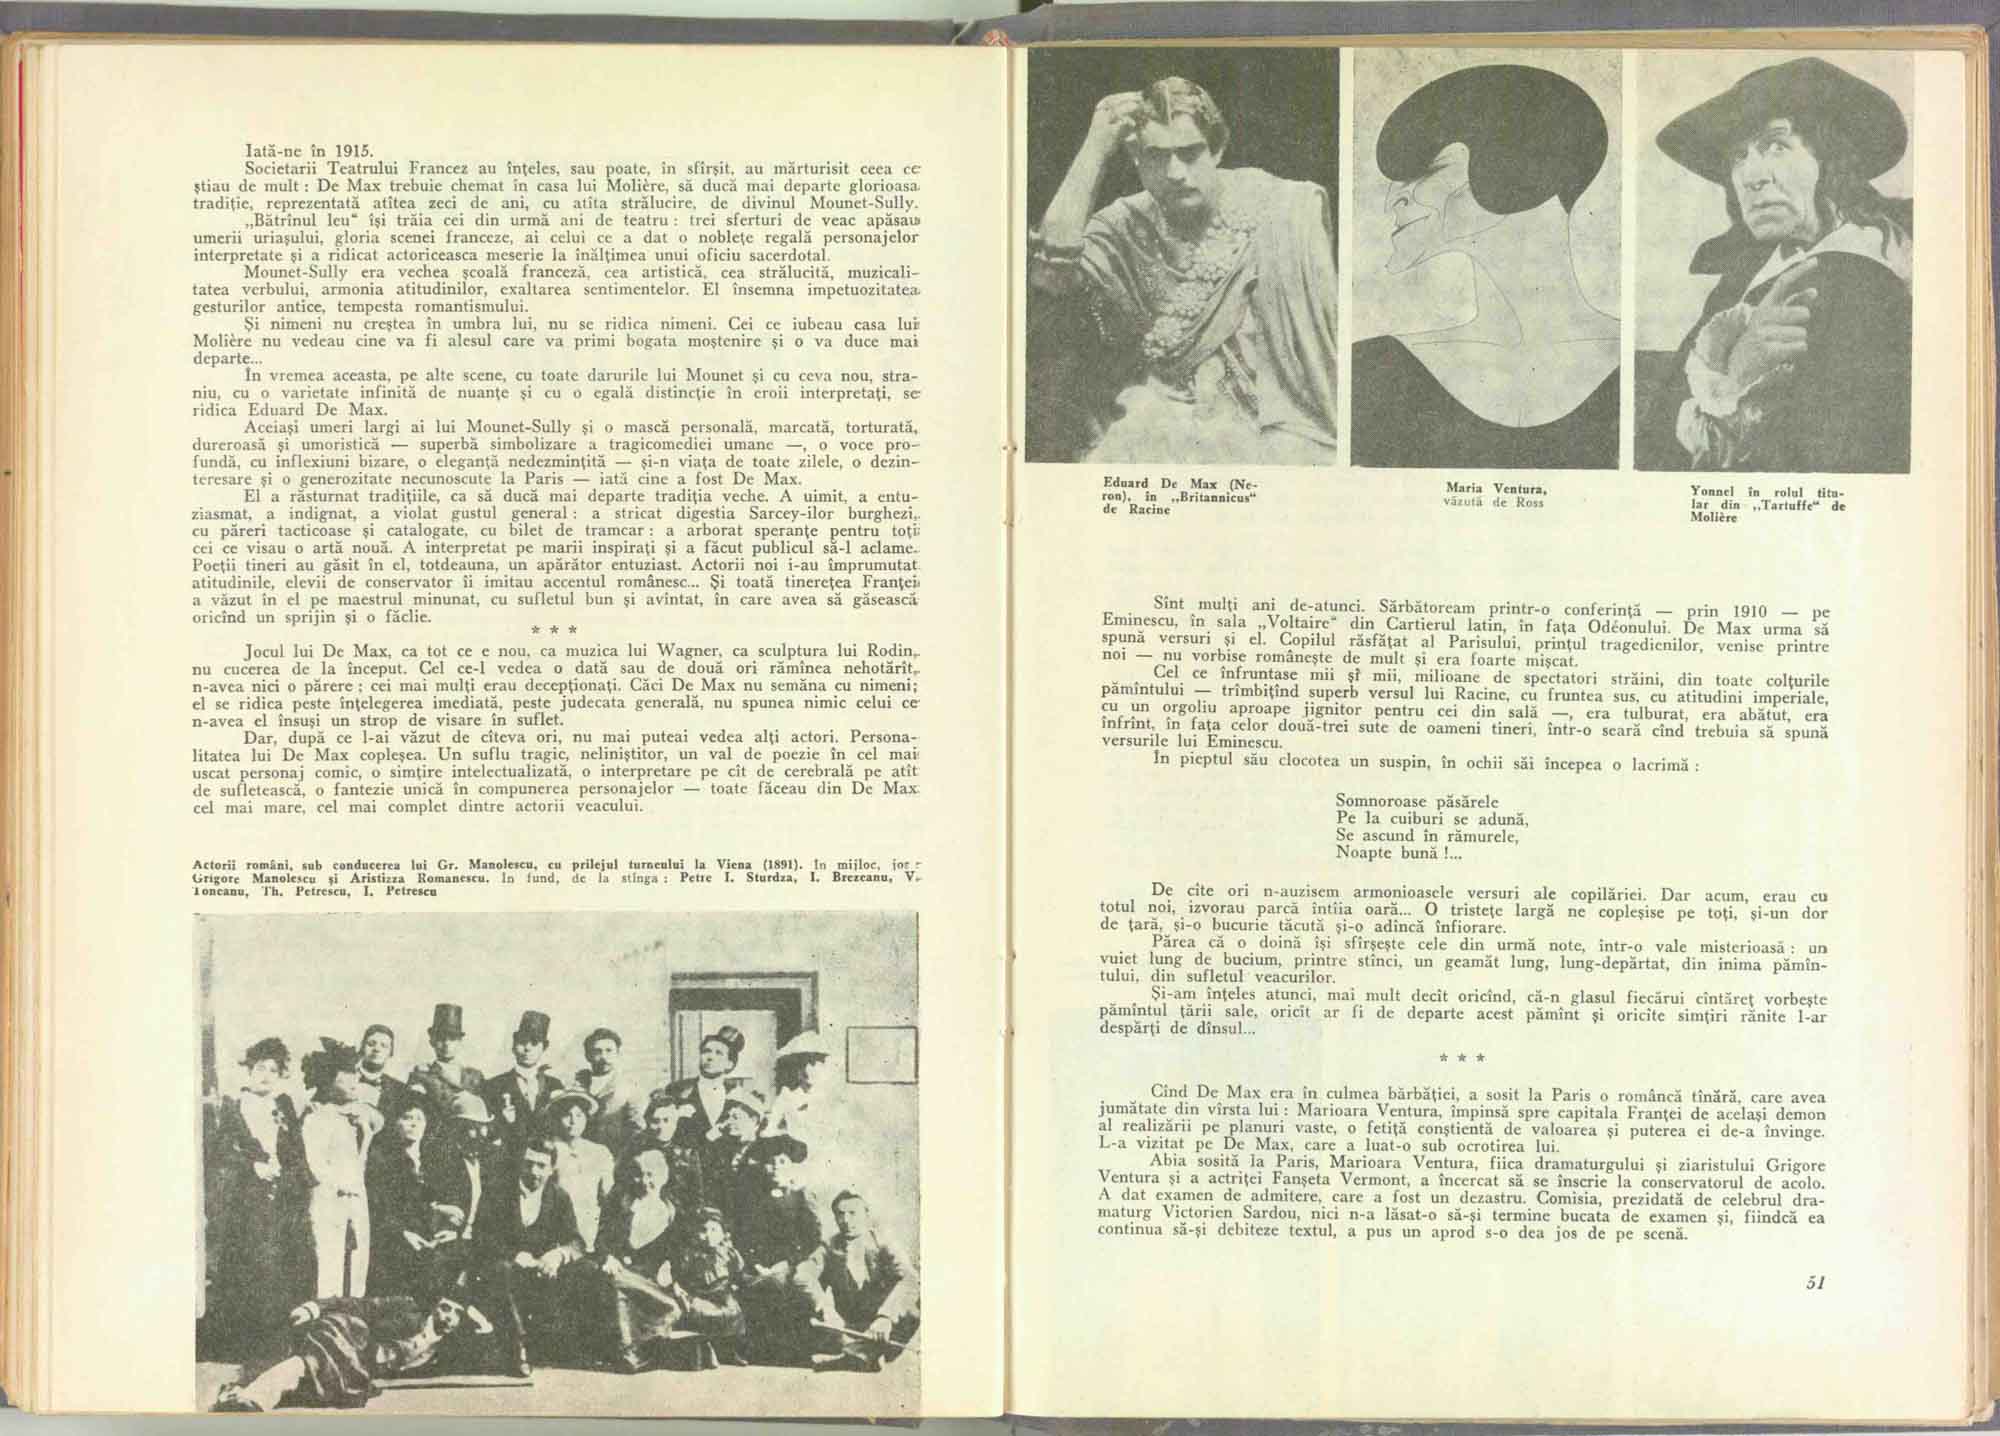 Iată-ne în 1915.
Societarii Teatrului Francez au înțeles, sau poate, în sfîrșit, au mărturisit ceea ce
știau de mult : De Max trebuie chemat în casa lui Molière, să ducă mai departe glorioasa
tradiție, reprezentată atîtea zeci de ani, cu atîta strălucire, de divinul Mounet-Sully.
„Bătrînul leu“ își trăia cei din urmă ani de teatru : trei sferturi de veac apăsau
umerii uriașului, gloria scenei franceze, ai celui ce a dat o noblețe regală personajelor
interpretate și a ridicat actoriceasca meserie la înălțimea unui oficiu sacerdotal.
Mounet-Sully era vechea școală franceză, cea artistică, cea strălucită, muzicali-
tatea verbului, armonia atitudinilor, exaltarea sentimentelor. El însemna impetuozitatea
gesturilor antice, tempesta romantismului.
Și nimeni nu creștea în umbra lui, nu se ridica nimeni. Cei ce iubeau casa lui
Molière nu vedeau cine va fi alesul care va primi bogata moștenire și o va duce mai
departe...
În vremea aceasta, pe alte scene, cu toate darurile lui Mounet și cu ceva nou, stra-
niu, cu o varietate infinită de nuanțe și cu o egală distincție în eroii interpretați, se
ridica Eduard De Max.
Aceiași umeri largi ai lui Mounet-Sully și o mască personală, marcată, torturată,
dureroasă și umoristică — superbă simbolizare a tragicomediei umane —, o voce pro-
fundă, cu inflexiuni bizare, o eleganță nedezmințită — și-n viața de toate zilele, o dezin-
teresare și o generozitate necunoscute la Paris — iată cine a fost De Max.
El a răsturnat tradițiile, ca să ducă mai departe tradiția veche. A uimit, a entu-
ziasmat, a indignat, a violat gustul general : a stricat digestia Sarcey-ilor burghezi,
cu păreri tacticoase și catalogate, cu bilet de tramcar : a arborat speranțe pentru toți
cei ce visau o artă nouă. A interpretat pe marii inspirați și a făcut publicul să-l aclame.
Poeții tineri au găsit în el, totdeauna, un apărător entuziast. Actorii noi i-au împrumutat
atitudinile, elevii de conservator îi imitau accentul românesc... Și toată tinerețea Franței
a văzut în el pe maestrul minunat, cu sufletul bun și avîntat, în care avea să găsească
oricînd un sprijin și o făclie.
* * *
Jocul lui De Max, ca tot ce e nou, ca muzica lui Wagner, ca sculptura lui Rodin,
nu cucerea de la început. Cel ce-l vedea o dată sau de două ori rămînea nehotărît,
n-avea nici o părere ; cei mai mulți erau decepționați. Căci De Max nu semăna cu nimeni;
el se ridica peste înțelegerea imediată, peste judecata generală, nu spunea nimic celui ce
n-avea el însuși un strop de visare în suflet.
Dar, după ce l-ai văzut de cîteva ori, nu mai puteai vedea alți actori. Persona-
litatea lui De Max copleșea. Un suflu tragic, neliniștitor, un val de poezie în cel mai
uscat personaj comic, o simțire intelectualizată, o interpretare pe cît de cerebrală pe atît
de sufletească, o fantezie unică în compunerea personajelor — toate făceau din De Max
cel mai mare, cel mai complet dintre actorii veacului.
Actorii români, sub conducerea lui Gr. Manolescu, cu prilejul turneului la Viena (1891). În mijloc, jos :
Grigore Manolescu și Aristizza Romanescu. În fund, de la stînga : Petre I. Sturdza, I. Brezeanu, V.
Toneanu, Th. Petrescu, I. Petrescu
Eduard De Max (Ne-
ron), în „Britannicus“
de Racine
Maria Ventura,
văzută de Ross
Yonnel în rolul titu-
lar din „Tartuffe“ de
Molière
Sînt mulți ani de-atunci. Sărbătoream printr-o conferință — prin 1910 — pe
Eminescu, în sala „Voltaire“ din Cartierul latin, în fața Odéonului. De Max urma să
spună versuri și el. Copilul răsfățat al Parisului, prințul tragedienilor, venise printre
noi — nu vorbise românește de mult și era foarte mișcat.
Cel ce înfruntase mii și mii, milioane de spectatori străini, din toate colțurile
pămîntului — trîmbițînd superb versul lui Racine, cu fruntea sus, cu atitudini imperiale,
cu un orgoliu aproape jignitor pentru cei din sală —, era tulburat, era abătut, era
înfrînt, în fața celor două-trei sute de oameni tineri, într-o seară cînd trebuia să spună
versurile lui Eminescu.
În pieptul său clocotea un suspin, în ochii săi începea o lacrimă :
Somnoroase păsărele
Pe la cuiburi se adună,
Se ascund în rămurele,
Noapte bună !...
De cîte ori n-auzisem armonioasele versuri ale copilăriei. Dar acum, erau cu
totul noi, izvorau parcă întîia oară... O tristețe largă ne copleșise pe toți, și-un dor
de țară, și-o bucurie tăcută și-o adîncă înfiorare.
Părea că o doină își sfîrșește cele din urmă note, într-o vale misterioasă : un
vuiet lung de bucium, printre stînci, un geamăt lung, lung-depărtat, din inima pămîn-
tului, din sufletul veacurilor.
Și-am înțeles atunci, mai mult decît oricînd, că-n glasul fiecărui cîntăreț vorbește
pămîntul țării sale, oricît ar fi de departe acest pămînt și oricîte simțiri rănite l-ar
despărți de dînsul...
* * *
Cînd De Max era în culmea bărbăției, a sosit la Paris o româncă tînără, care avea
jumătate din vîrsta lui : Marioara Ventura, împinsă spre capitala Franței de același demon
al realizării pe planuri vaste, o fetiță conștientă de valoarea și puterea ei de-a învinge.
L-a vizitat pe De Max, care a luat-o sub ocrotirea lui.
Abia sosită la Paris, Marioara Ventura, fiica dramaturgului și ziaristului Grigore
Ventura și a actriței Fanșeta Vermont, a încercat să se înscrie la conservatorul de acolo.
A dat examen de admitere, care a fost un dezastru. Comisia, prezidată de celebrul dra-
maturg Victorien Sardou, nici n-a lăsat-o să-și termine bucata de examen și, fiindcă ea
continua să-și debiteze textul, a pus un aprod s-o dea jos de pe scenă.
51